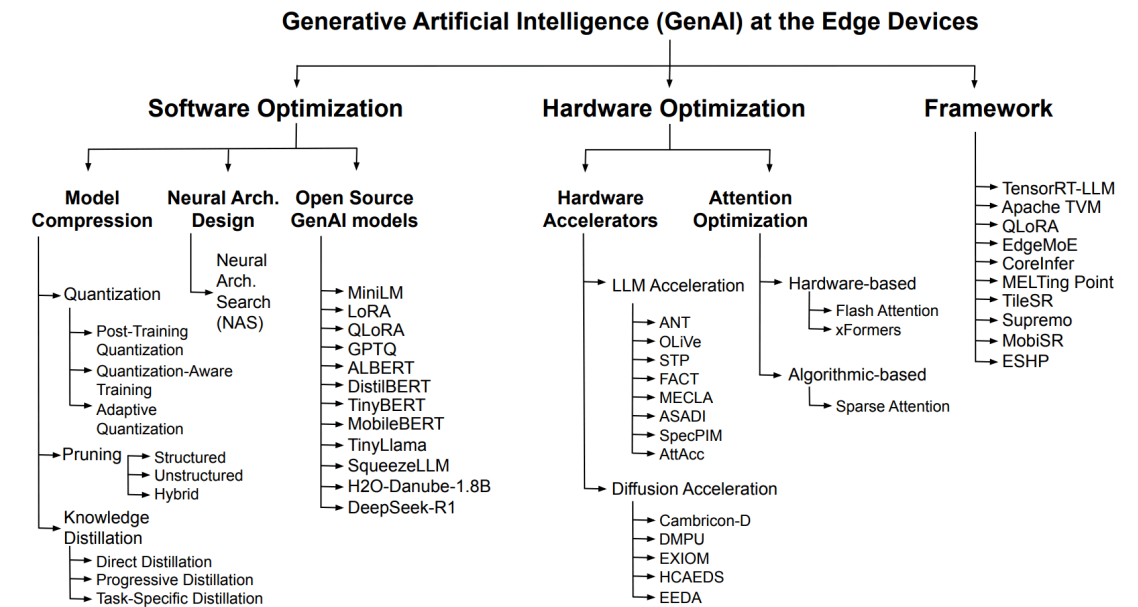 Generative Artificial Intelligence (GenAI) at the Edge Devices
Software Optimization
Hardware Optimization
Framework
Model
Compression
Neural Arch.
Design
Open Source
GenAI models
Hardware
Accelerators
Attention
Optimization
Quantization
Post-Training
Quantization
Quantization-Aware
Training
Adaptive
Quantization
Pruning
Structured
Unstructured
Hybrid
Knowledge
Distillation
Direct Distillation
Progressive Distillation
Task-Specific Distillation
Neural
Arch.
Search
(NAS)
MiniLM
LoRA
QLoRA
GPTQ
ALBERT
DistilBERT
TinyBERT
MobileBERT
TinyLlama
SqueezeLLM
H2O-Danube-1.8B
DeepSeek-R1
LLM Acceleration
ANT
OLiVe
STP
FACT
MECLA
ASADI
SpecPIM
AttAcc
Diffusion Acceleration
Cambricon-D
DMPU
EXIOM
HCAEDS
EEDA
Hardware-based
Flash Attention
xFormers
Algorithmic-based
Sparse Attention
TensorRT-LLM
Apache TVM
QLoRA
EdgeMoE
CoreInfer
MELTing Point
TileSR
Supremo
MobiSR
ESHP